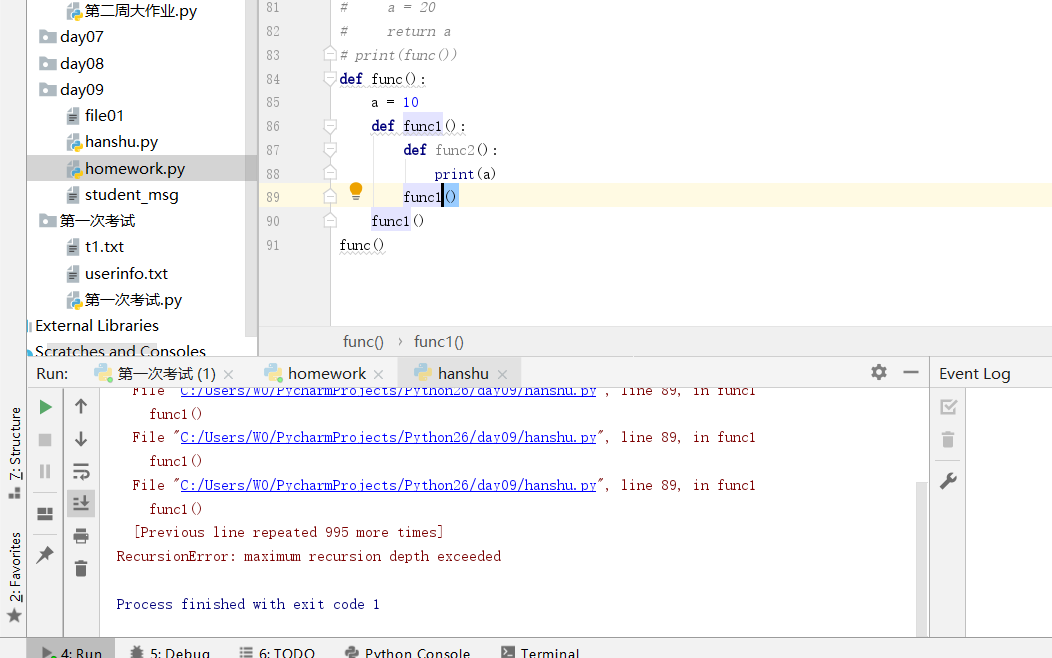 第二周大作业.py
day07
day08
day09
file01
hanshu.py
homework.py
student_msg
第一次考试
t1.txt
userinfo.txt
第一次考试.py
External Libraries
Scratches and Consoles
81 # a = 20
82 # return a
83 # print(func())
84 def func():
85 a = 10
86 def func1():
87 def func2():
88 print(a)
89 func1()
90 func1()
91 func()
func() › func1()
Run: 第一次考试 (1) × homework × hanshu ×
Event Log
File "C:/Users/WO/PycharmProjects/Python26/day09/hanshu.py", line 89, in func1
func1()
File "C:/Users/WO/PycharmProjects/Python26/day09/hanshu.py", line 89, in func1
func1()
File "C:/Users/WO/PycharmProjects/Python26/day09/hanshu.py", line 89, in func1
func1()
[Previous line repeated 995 more times]
RecursionError: maximum recursion depth exceeded
Process finished with exit code 1
7: Structure
2: Favorites
4: Run 5: Debug 6: TODO Python Console Terminal